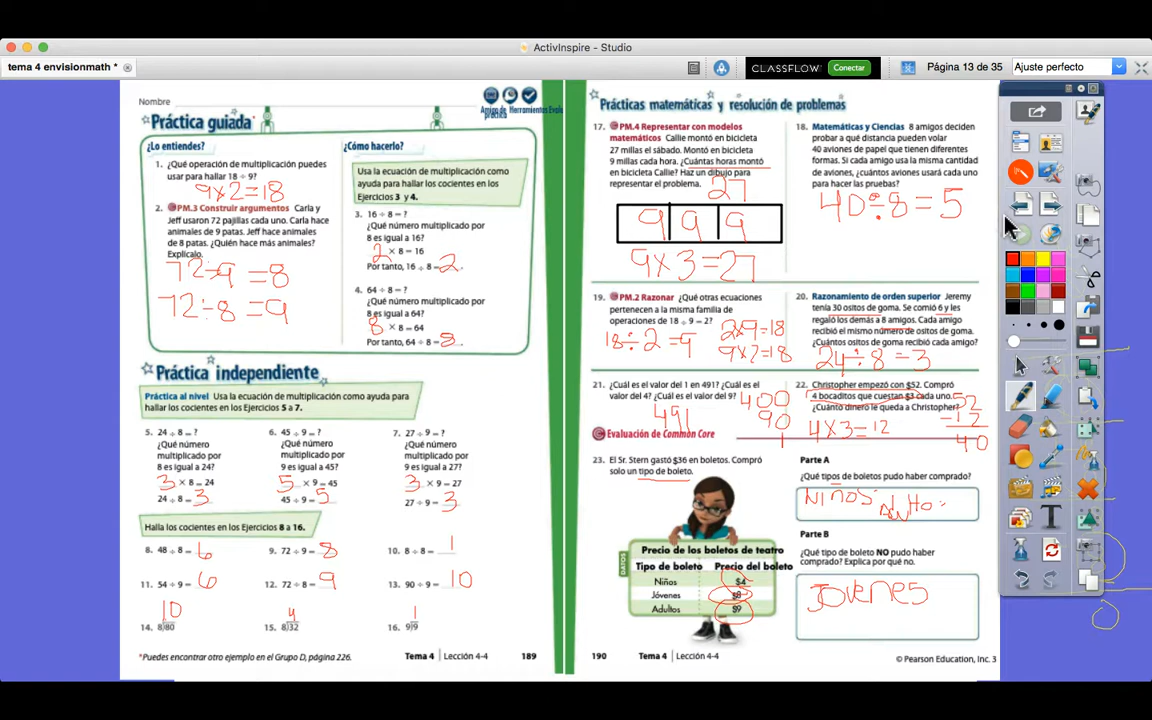 ActivInspire - Studio
tema 4 envisionmath *
CLASSFLOW
Conectar
Página 13 de 35
Ajuste perfecto
Nombre
Práctica guiada*
¿Lo entiendes?
1. ¿Qué operación de multiplicación puedes
usar para hallar 18 ÷ 9?
9x2=18
2. PM.3 Construir argumentos Carla y
Jeff usaron 72 pajillas cada uno. Carla hace
animales de 9 patas. Jeff hace animales
de 8 patas. ¿Quién hace más animales?
Explícalo.
72÷9 =8
72÷8 =9
¿Cómo hacerlo?
Usa la ecuación de multiplicación como
ayuda para hallar los cocientes en los
Ejercicios 3 y 4.
3. 16 ÷ 8 = ?
¿Qué número multiplicado por
8 es igual a 16?
2 × 8 = 16
Por tanto, 16 ÷ 8 = 2.
4. 64 ÷ 8 = ?
¿Qué número multiplicado por
8 es igual a 64?
8 × 8 = 64
Por tanto, 64 ÷ 8 = 8.
Práctica independiente
Práctica al nivel Usa la ecuación de multiplicación como ayuda para
hallar los cocientes en los Ejercicios 5 a 7.
5. 24 ÷ 8 = ?
¿Qué número
multiplicado por
8 es igual a 24?
3 × 8 = 24
24 ÷ 8 = 3
6. 45 ÷ 9 = ?
¿Qué número
multiplicado por
9 es igual a 45?
5 × 9 = 45
45 ÷ 9 = 5
7. 27 ÷ 9 = ?
¿Qué número
multiplicado por
9 es igual a 27?
3 × 9 = 27
27 ÷ 9 = 3
Halla los cocientes en los Ejercicios 8 a 16.
8. 48 ÷ 8 = 6
9. 72 ÷ 9 = 8
10. 8 ÷ 8 = 1
11. 54 ÷ 9 = 6
12. 72 ÷ 8 = 9
13. 90 ÷ 9 = 10
10
14. 8)80
4
15. 8)32
1
16. 9)9
*Puedes encontrar otro ejemplo en el Grupo D, página 226.
Tema 4 | Lección 4-4 189
Prácticas matemáticas y resolución de problemas
17. PM.4 Representar con modelos
matemáticos Callie montó en bicicleta
27 millas el sábado. Montó en bicicleta
9 millas cada hora. ¿Cuántas horas montó
en bicicleta Callie? Haz un dibujo para
representar el problema.
27
9 9 9
9x3=27
18. Matemáticas y Ciencias 8 amigos deciden
probar a qué distancia pueden volar
40 aviones de papel que tienen diferentes
formas. Si cada amigo usa la misma cantidad
de aviones, ¿cuántos aviones usará cada uno
para hacer las pruebas?
40÷8=5
19. PM.2 Razonar ¿Qué otras ecuaciones
pertenecen a la misma familia de
operaciones de 18 ÷ 9 = 2?
18÷2=9
2x9=18
9x2=18
20. Razonamiento de orden superior Jeremy
tenía 30 ositos de goma. Se comió 6 y les
regaló los demás a 8 amigos. Cada amigo
recibió el mismo número de ositos de goma.
¿Cuántos ositos de goma recibió cada amigo?
24÷8=3
21. ¿Cuál es el valor del 1 en 491? ¿Cuál es el
valor del 4? ¿Cuál es el valor del 9?
491
400
90
1
22. Christopher empezó con $52. Compró
4 bocaditos que cuestan $3 cada uno.
¿Cuánto dinero le queda a Christopher?
4x3=12
52
-12
40
Evaluación de Common Core
23. El Sr. Stern gastó $36 en boletos. Compró
solo un tipo de boleto.
DATOS
Precio de los boletos de teatro
Tipo de boleto Precio del boleto
Niños $4
Jóvenes $8
Adultos $9
Parte A
¿Qué tipos de boletos pudo haber comprado?
Niños
Parte B
¿Qué tipo de boleto NO pudo haber
comprado? Explica por qué no.
Jovenes
190 Tema 4 | Lección 4-4
© Pearson Education, Inc. 3
T